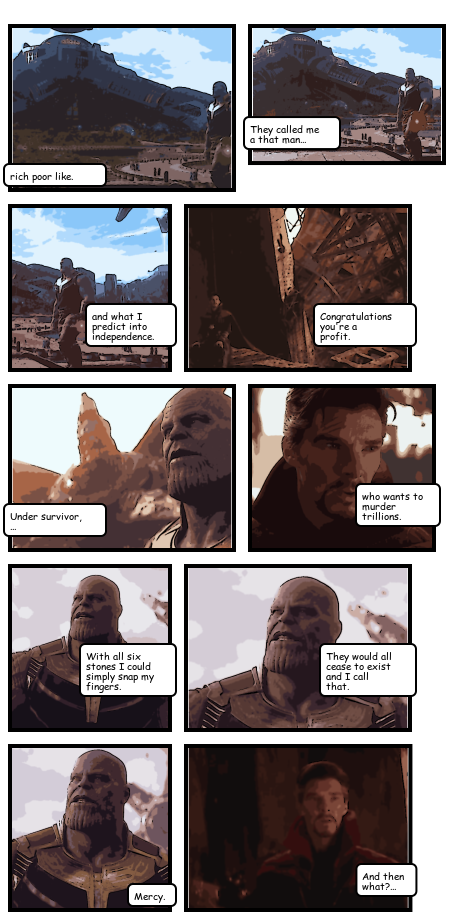 rich poor like.
They called me
a that man...
and what I
predict into
independence.
Congratulations
you're a
profit.
Under survivor,
...
who wants to
murder
trillions.
With all six
stones I could
simply snap my
fingers.
They would all
cease to exist
and I call
that.
Mercy.
And then
what?...